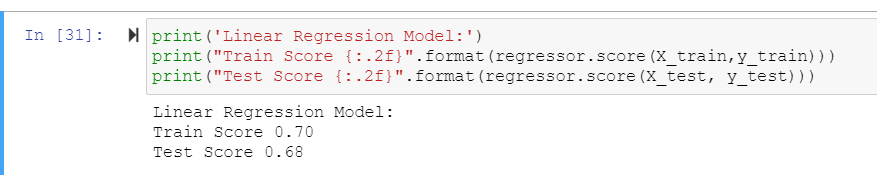 In [31]: print('Linear Regression Model:')
print("Train Score {:.2f}".format(regressor.score(X_train,y_train)))
print("Test Score {:.2f}".format(regressor.score(X_test, y_test)))
Linear Regression Model:
Train Score 0.70
Test Score 0.68